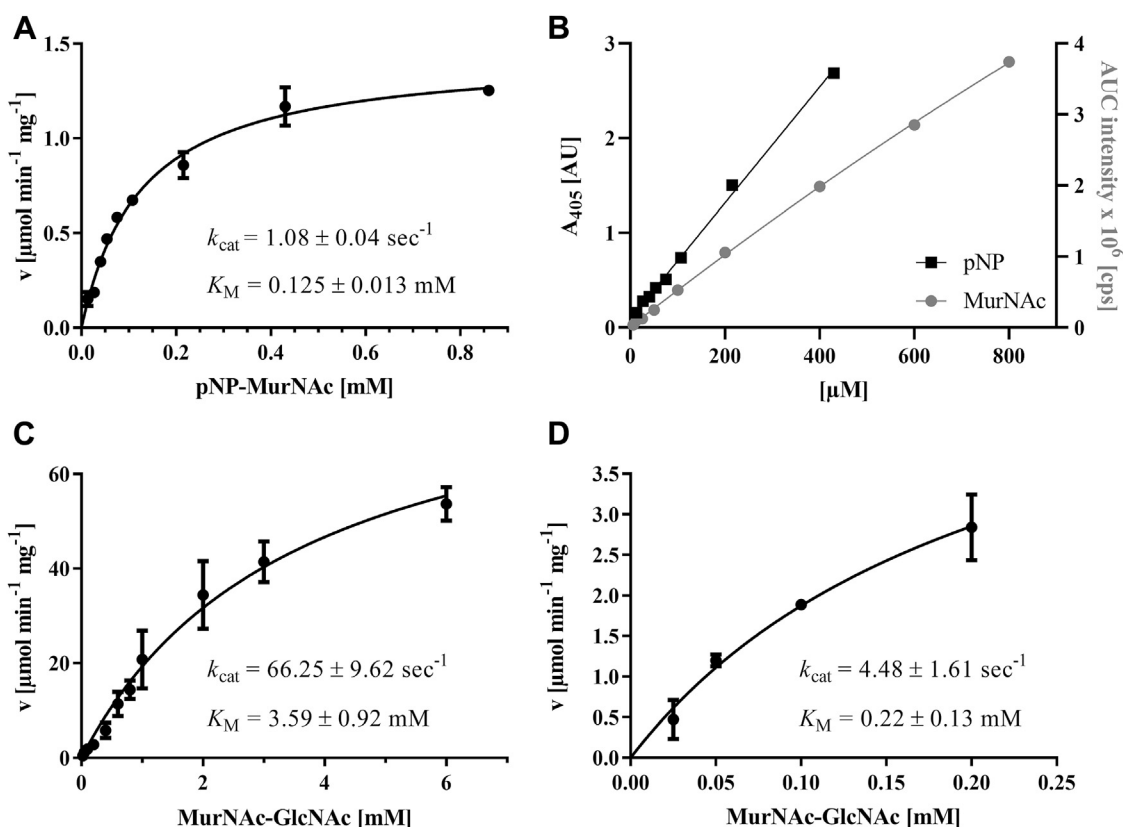 A
1.5
1.0
0.5
0.0
v [µmol min⁻¹ mg⁻¹]
kcat = 1.08 ± 0.04 sec⁻¹
KM = 0.125 ± 0.013 mM
0.0 0.2 0.4 0.6 0.8
pNP-MurNAc [mM]
B
3
2
1
0
A405 [AU]
4
3
2
1
0
AUC intensity x 10⁶ [cps]
pNP
MurNAc
0 200 400 600 800
[µM]
C
60
40
20
0
v [µmol min⁻¹ mg⁻¹]
kcat = 66.25 ± 9.62 sec⁻¹
KM = 3.59 ± 0.92 mM
0 2 4 6
MurNAc-GlcNAc [mM]
D
3.5
3.0
2.5
2.0
1.5
1.0
0.5
0.0
v [µmol min⁻¹ mg⁻¹]
kcat = 4.48 ± 1.61 sec⁻¹
KM = 0.22 ± 0.13 mM
0.00 0.05 0.10 0.15 0.20 0.25
MurNAc-GlcNAc [mM]